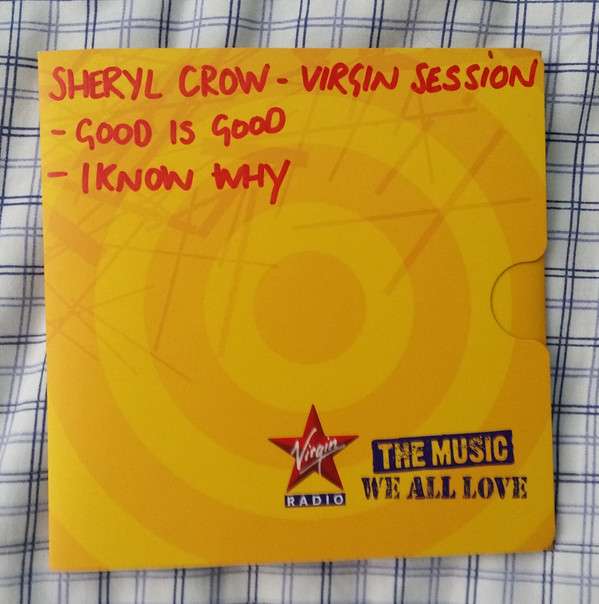 SHERYL CROW - VIRGIN SESSION
- GOOD IS GOOD
- I KNOW WHY
Virgin
RADIO
THE MUSIC
WE ALL LOVE